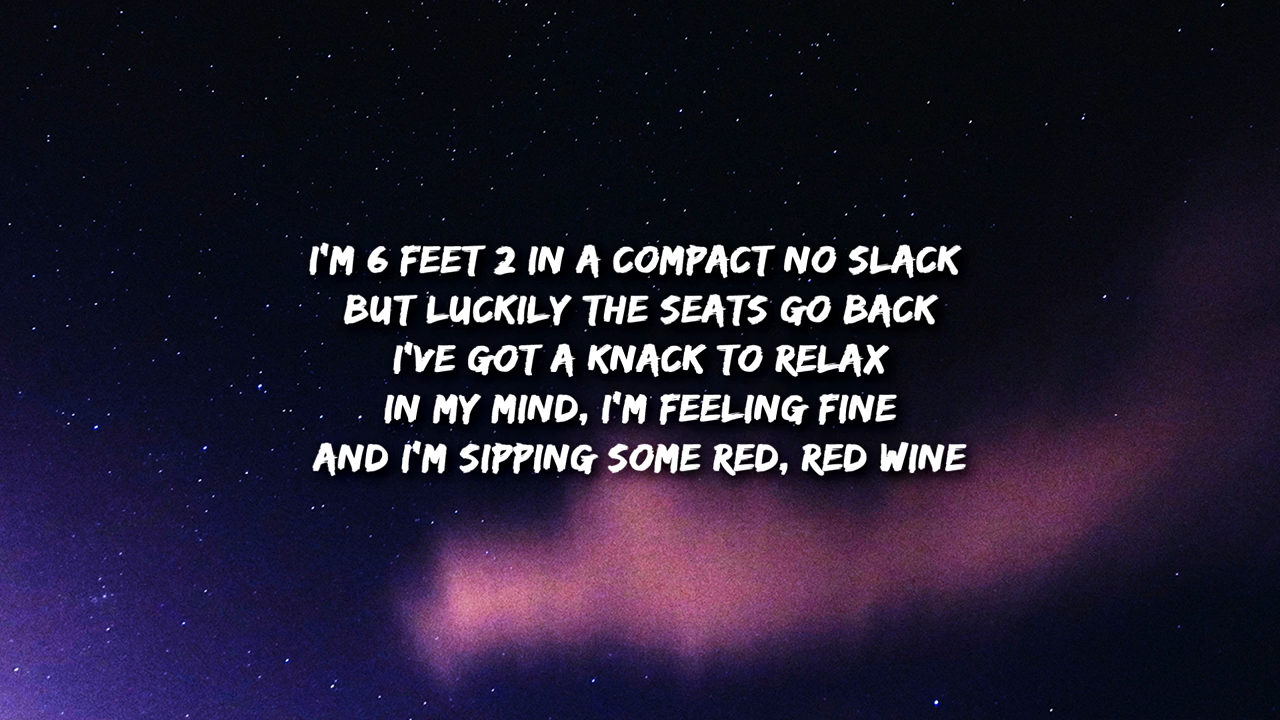 I'M 6 FEET 2 IN A COMPACT NO SLACK
BUT LUCKILY THE SEATS GO BACK
I'VE GOT A KNACK TO RELAX
IN MY MIND, I'M FEELING FINE
AND I'M SIPPING SOME RED, RED WINE